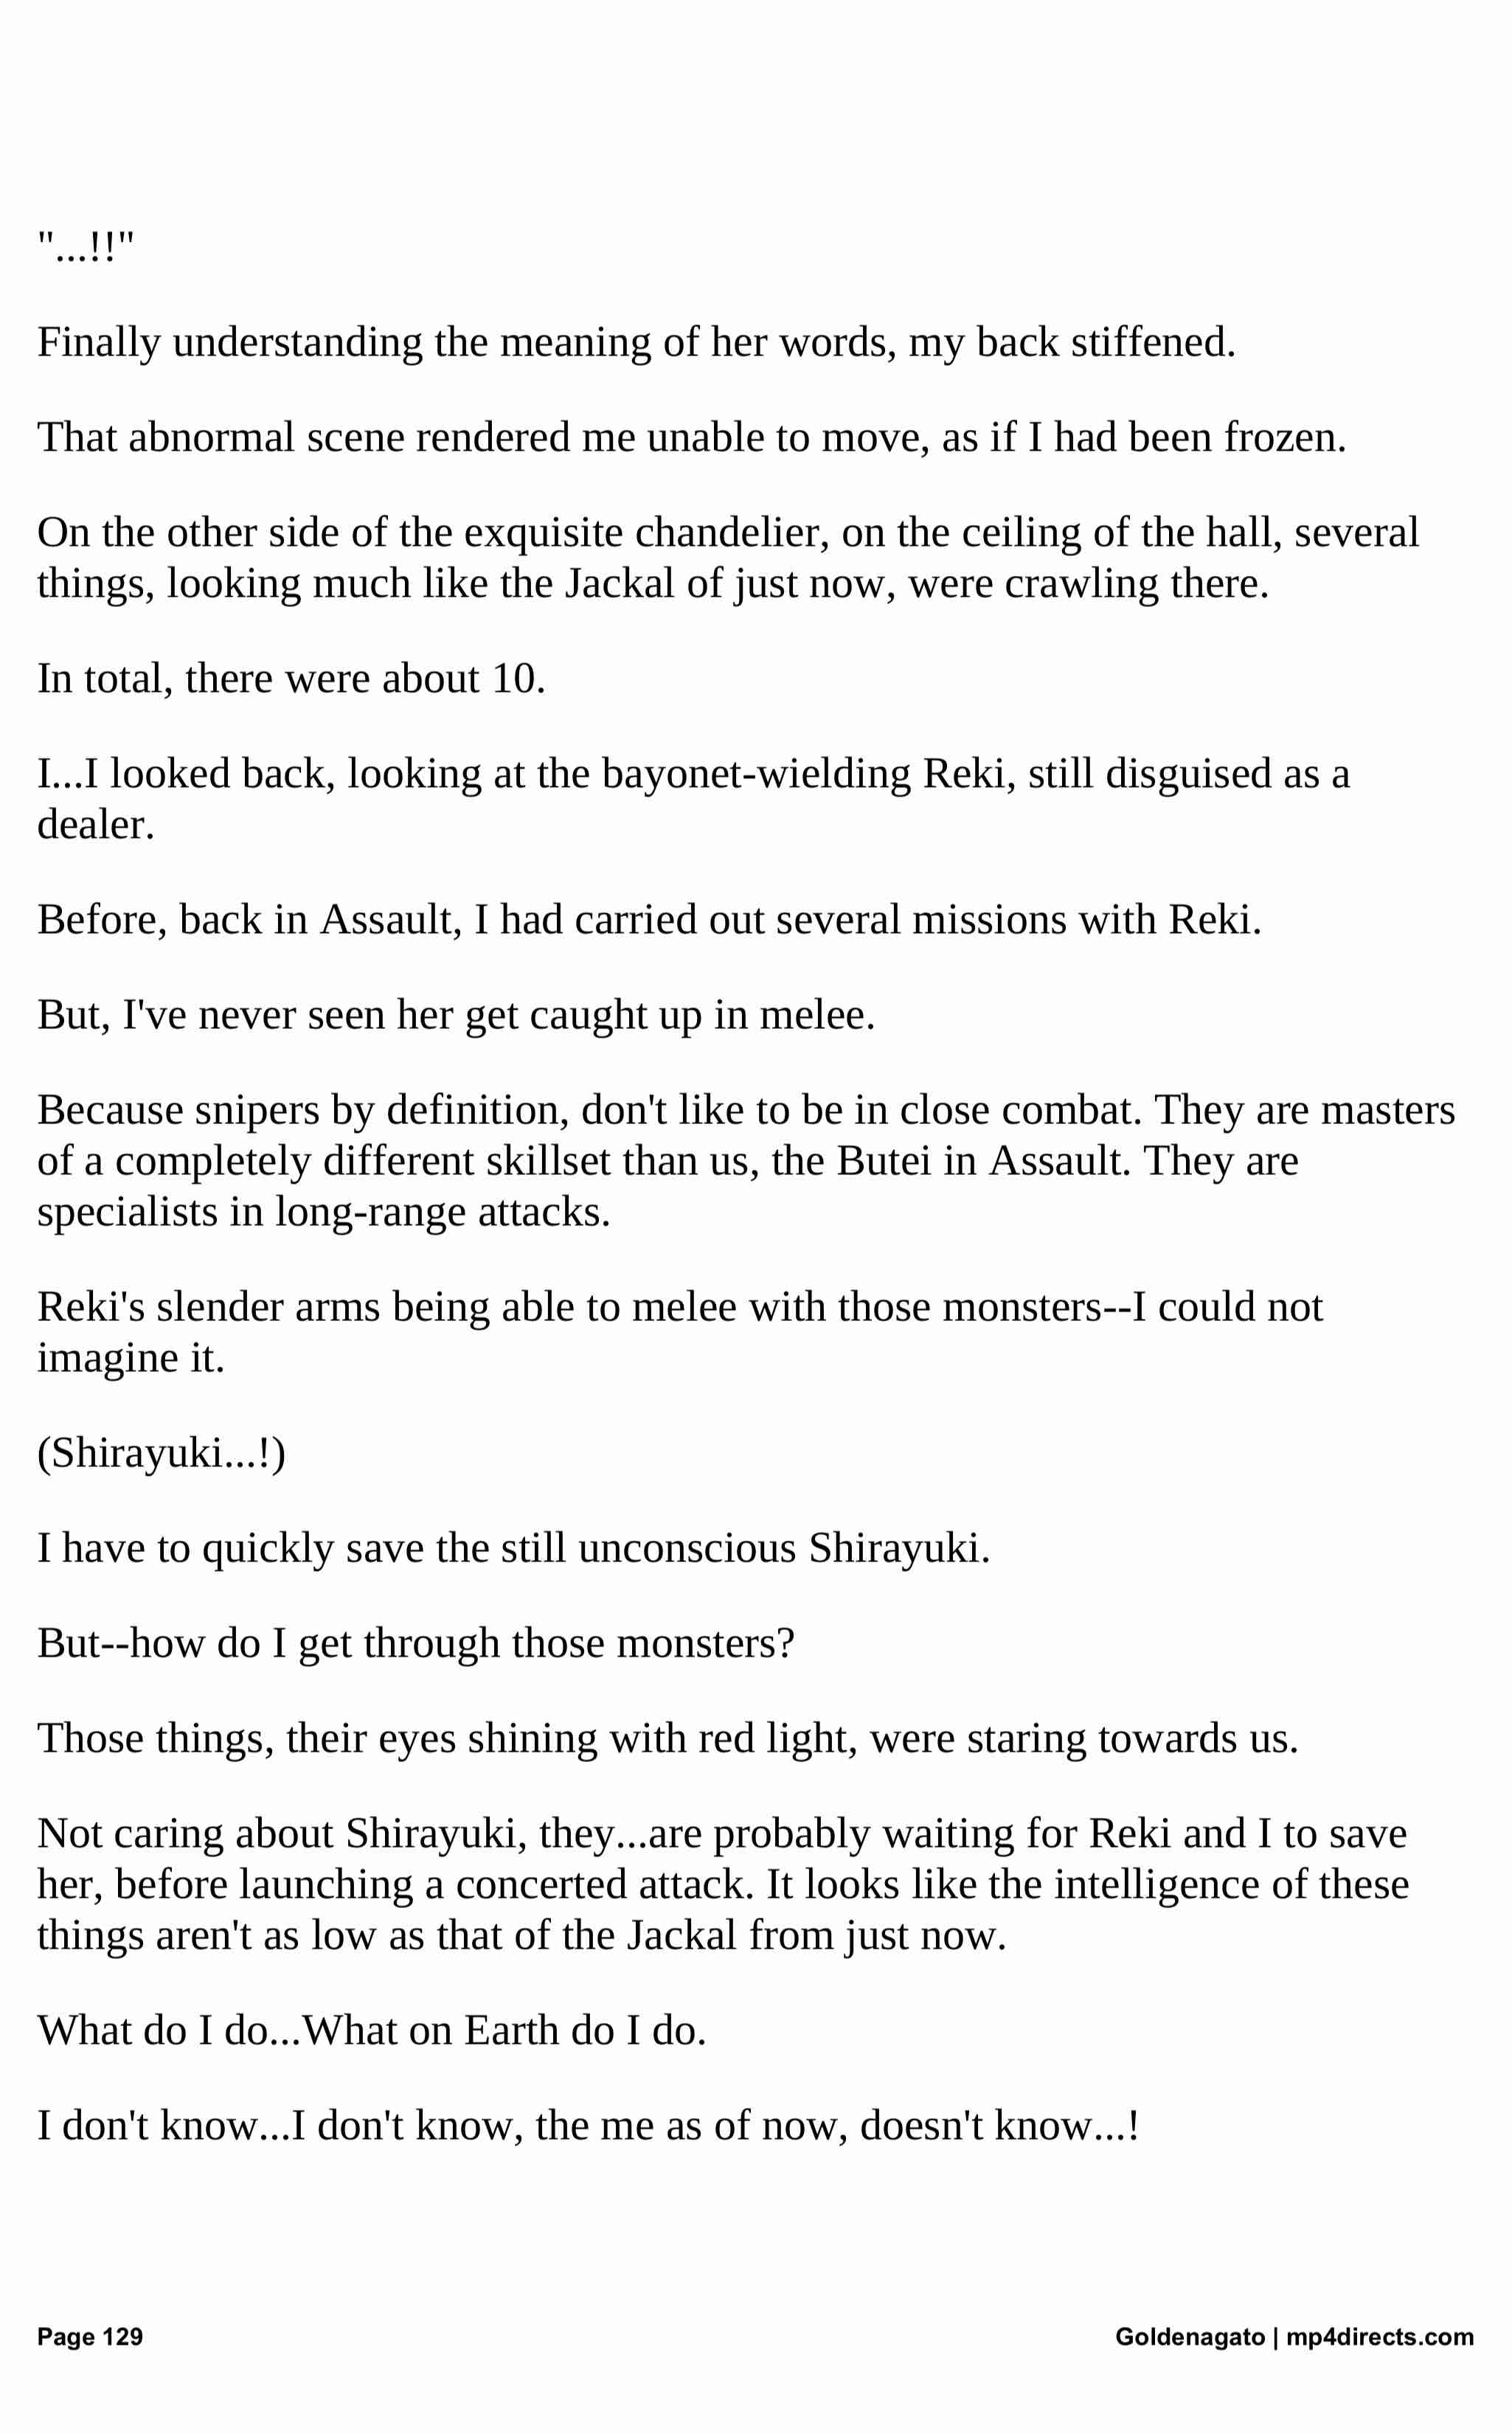 "...!!"
Finally understanding the meaning of her words, my back stiffened.
That abnormal scene rendered me unable to move, as if I had been frozen.
On the other side of the exquisite chandelier, on the ceiling of the hall, several
things, looking much like the Jackal of just now, were crawling there.
In total, there were about 10.
I...I looked back, looking at the bayonet-wielding Reki, still disguised as a
dealer.
Before, back in Assault, I had carried out several missions with Reki.
But, I've never seen her get caught up in melee.
Because snipers by definition, don't like to be in close combat. They are masters
of a completely different skillset than us, the Butei in Assault. They are
specialists in long-range attacks.
Reki's slender arms being able to melee with those monsters--I could not
imagine it.
(Shirayuki...!)
I have to quickly save the still unconscious Shirayuki.
But--how do I get through those monsters?
Those things, their eyes shining with red light, were staring towards us.
Not caring about Shirayuki, they...are probably waiting for Reki and I to save
her, before launching a concerted attack. It looks like the intelligence of these
things aren't as low as that of the Jackal from just now.
What do I do...What on Earth do I do.
I don't know...I don't know, the me as of now, doesn't know...!
Page 129
Goldenagato | mp4directs.com